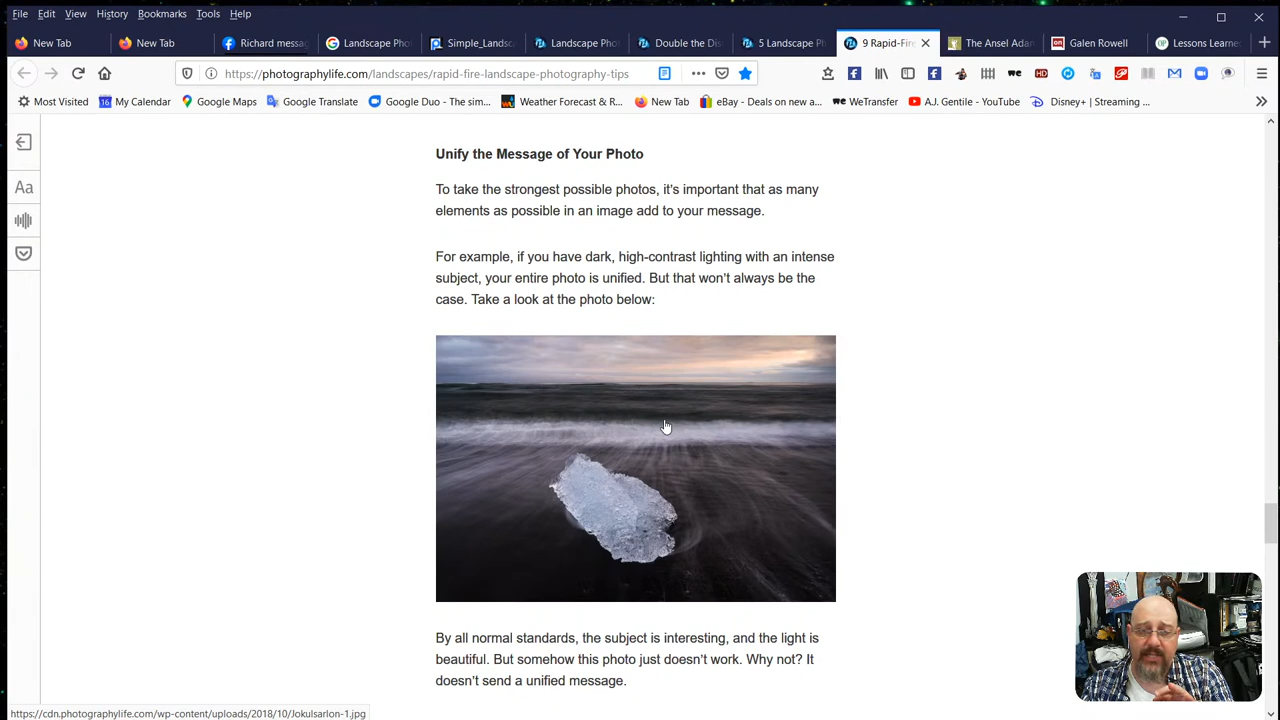 File Edit View History Bookmarks Tools Help
New Tab New Tab Richard messa Google Landscape Pho Simple_Landsc Landscape Phot Double the Dis 5 Landscape Ph 9 Rapid-Fire The Ansel Adan Galen Rowell Lessons Learne
https://photographylife.com/landscapes/rapid-fire-landscape-photography-tips
Most Visited My Calendar Google Maps Google Translate Google Duo - The sim... Weather Forecast & R... New Tab eBay - Deals on new a... we WeTransfer A.J. Gentile - YouTube Disney+ | Streaming ...
Aa
Unify the Message of Your Photo
To take the strongest possible photos, it's important that as many
elements as possible in an image add to your message.
For example, if you have dark, high-contrast lighting with an intense
subject, your entire photo is unified. But that won't always be the
case. Take a look at the photo below:
By all normal standards, the subject is interesting, and the light is
beautiful. But somehow this photo just doesn't work. Why not? It
doesn't send a unified message.
https://cdn.photographylife.com/wp-content/uploads/2018/10/Jokulsarlon-1.jpg